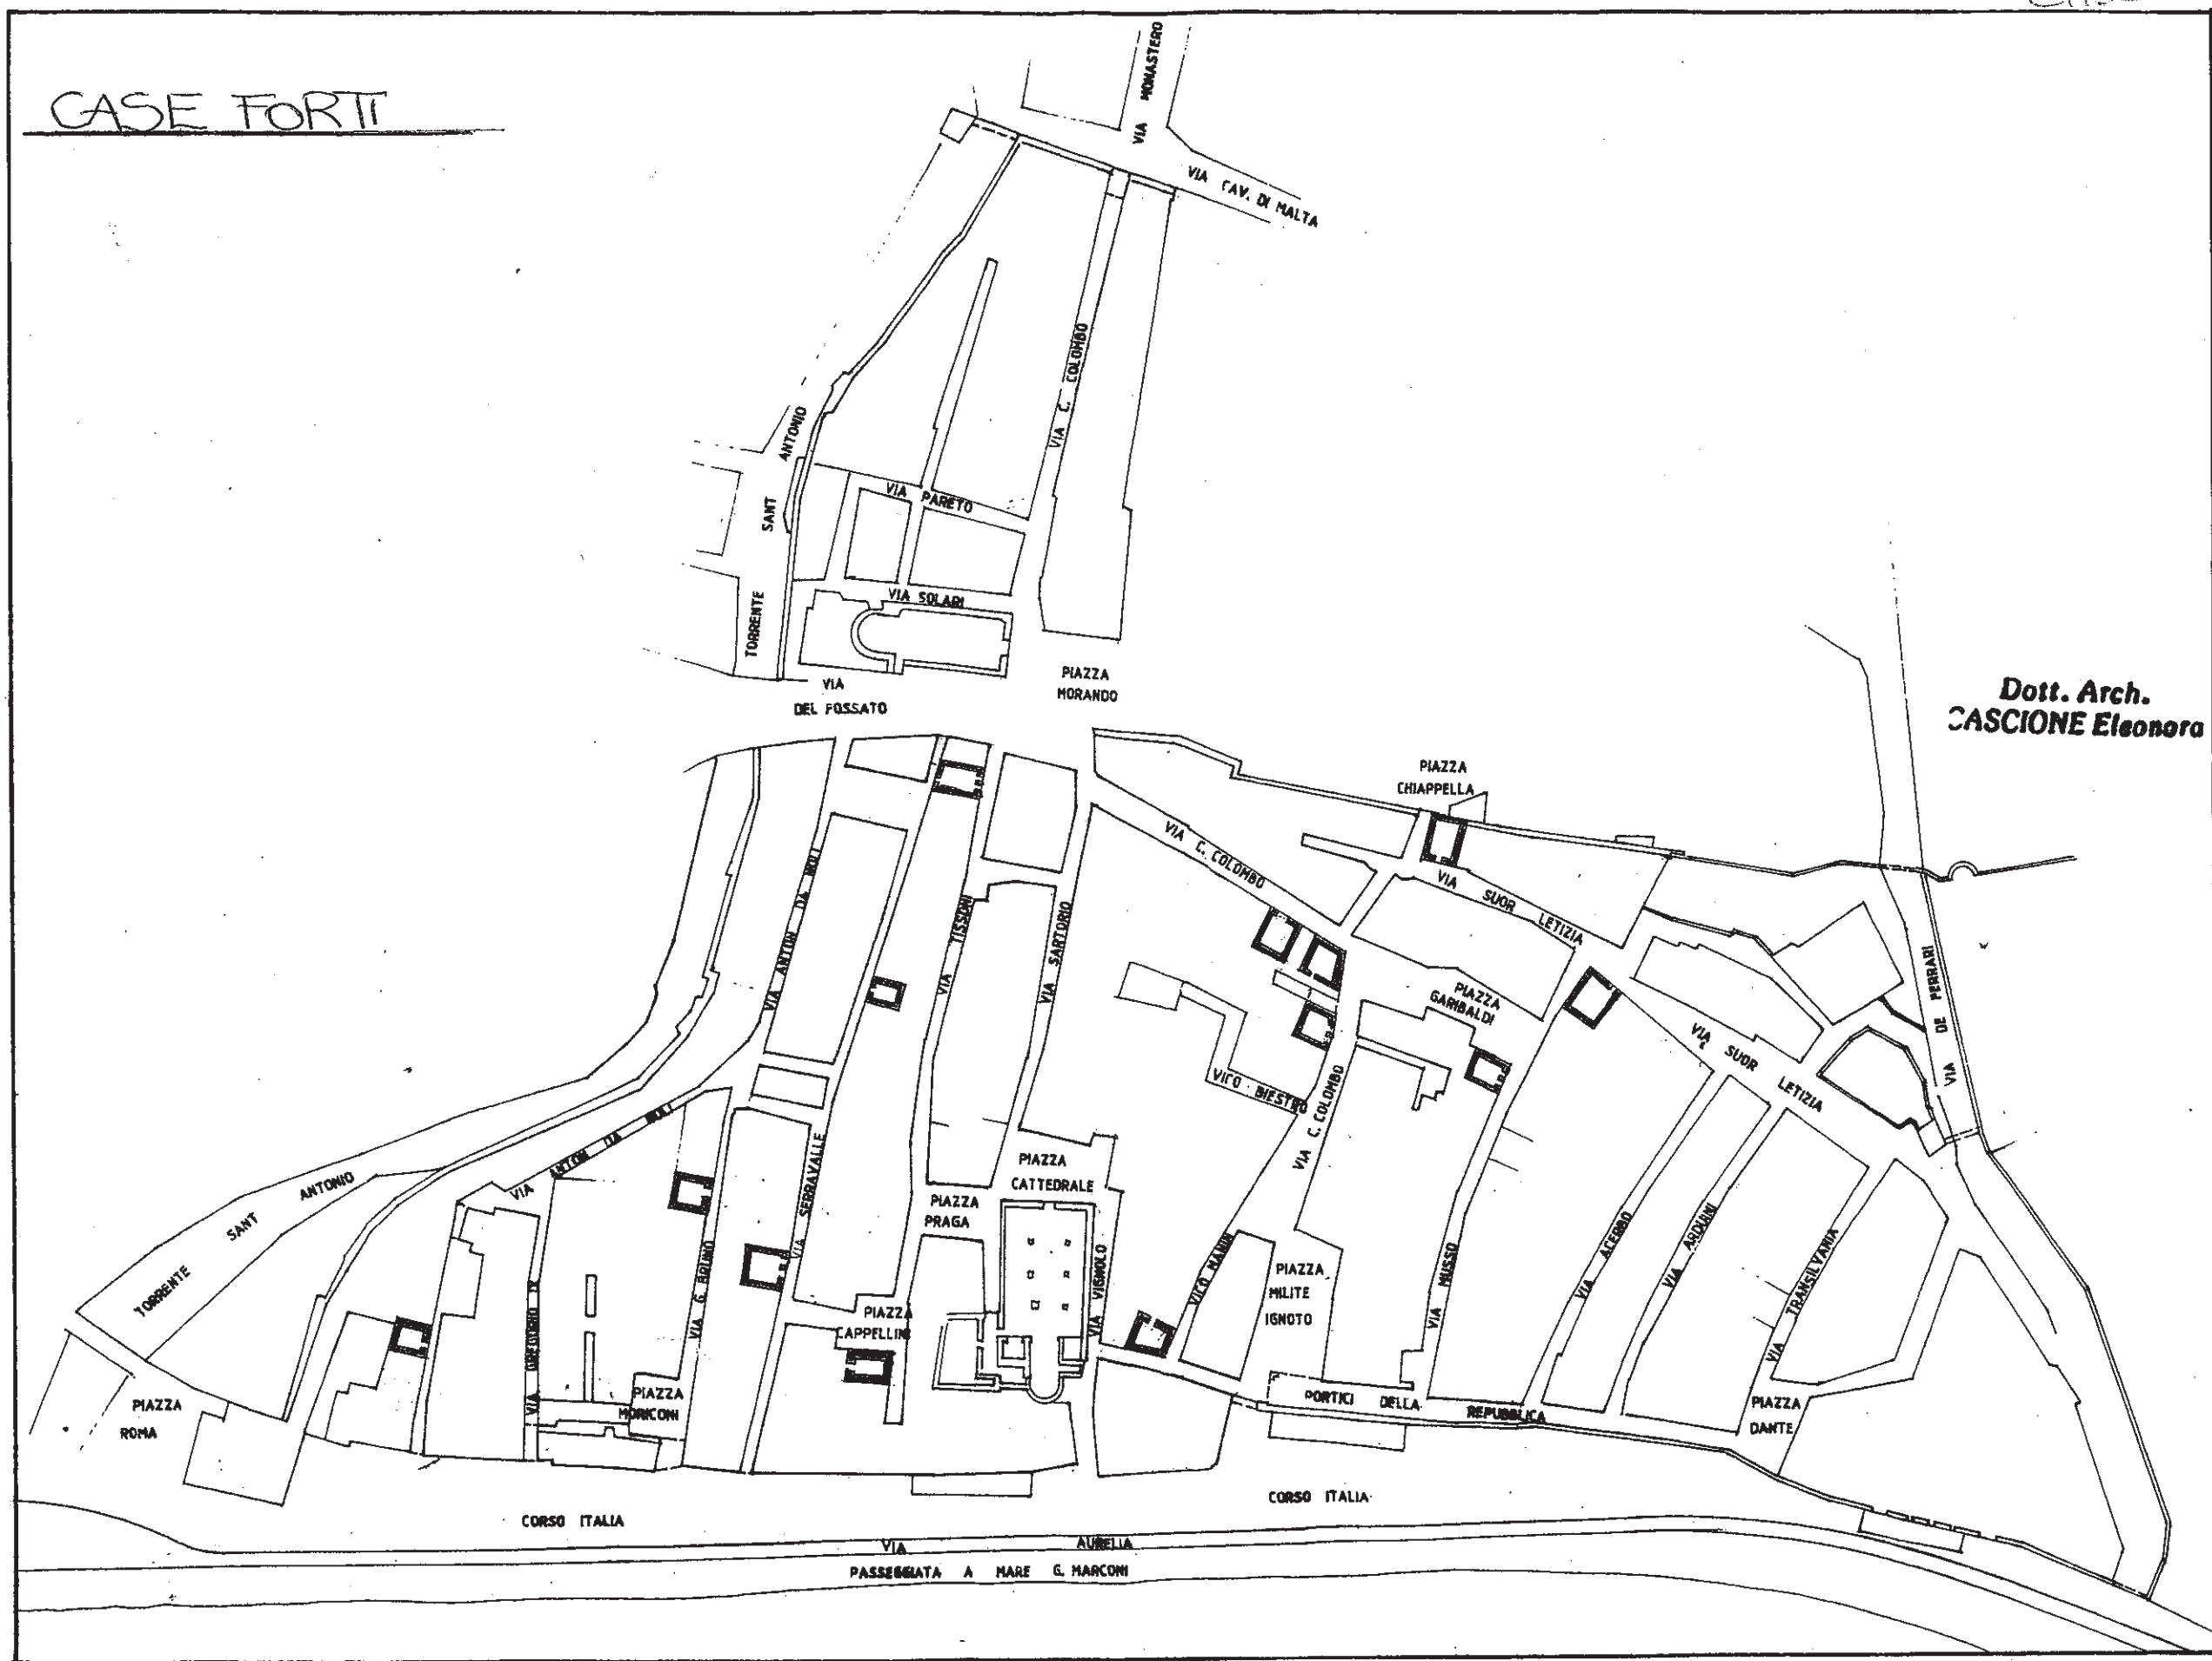 CASE FORTI
VIA MONASTERO
VIA CAV. DI MALTA
VIA C. COLOMBO
TORRENTE SANT ANTONIO
VIA PARETO
VIA SOLARI
VIA
DEL FOSSATO
PIAZZA
MORANDO
Dott. Arch.
CASCIONE Eleonora
PIAZZA
CHIAPPELLA
VIA C. COLOMBO
VIA SUOR LETIZIA
VIA ANTON DA NOLI
VIA TISSONI
VIA SARTORIO
PIAZZA
GARIBALDI
VIA DE FERRARI
VIA SUOR LETIZIA
VICO BIESTRO
VIA C. COLOMBO
VIA ANTON DA NOLI
VIA SERRAVALLE
PIAZZA
CATTEDRALE
PIAZZA
PRAGA
TORRENTE SANT ANTONIO
VIA G. BRUNO
VIA VIGNOLO
VICO MANIN
PIAZZA
MILITE
IGNOTO
VIA MUSSO
VIA ACERBO
VIA ARDUINI
VIA TRANSILVANIA
VIA GREGORIO IX
PIAZZA
CAPPELLINI
PIAZZA
MORICONI
PIAZZA
ROMA
PORTICI DELLA REPUBBLICA
PIAZZA
DANTE
CORSO ITALIA
CORSO ITALIA
VIA AURELIA
PASSEGGIATA A MARE G. MARCONI